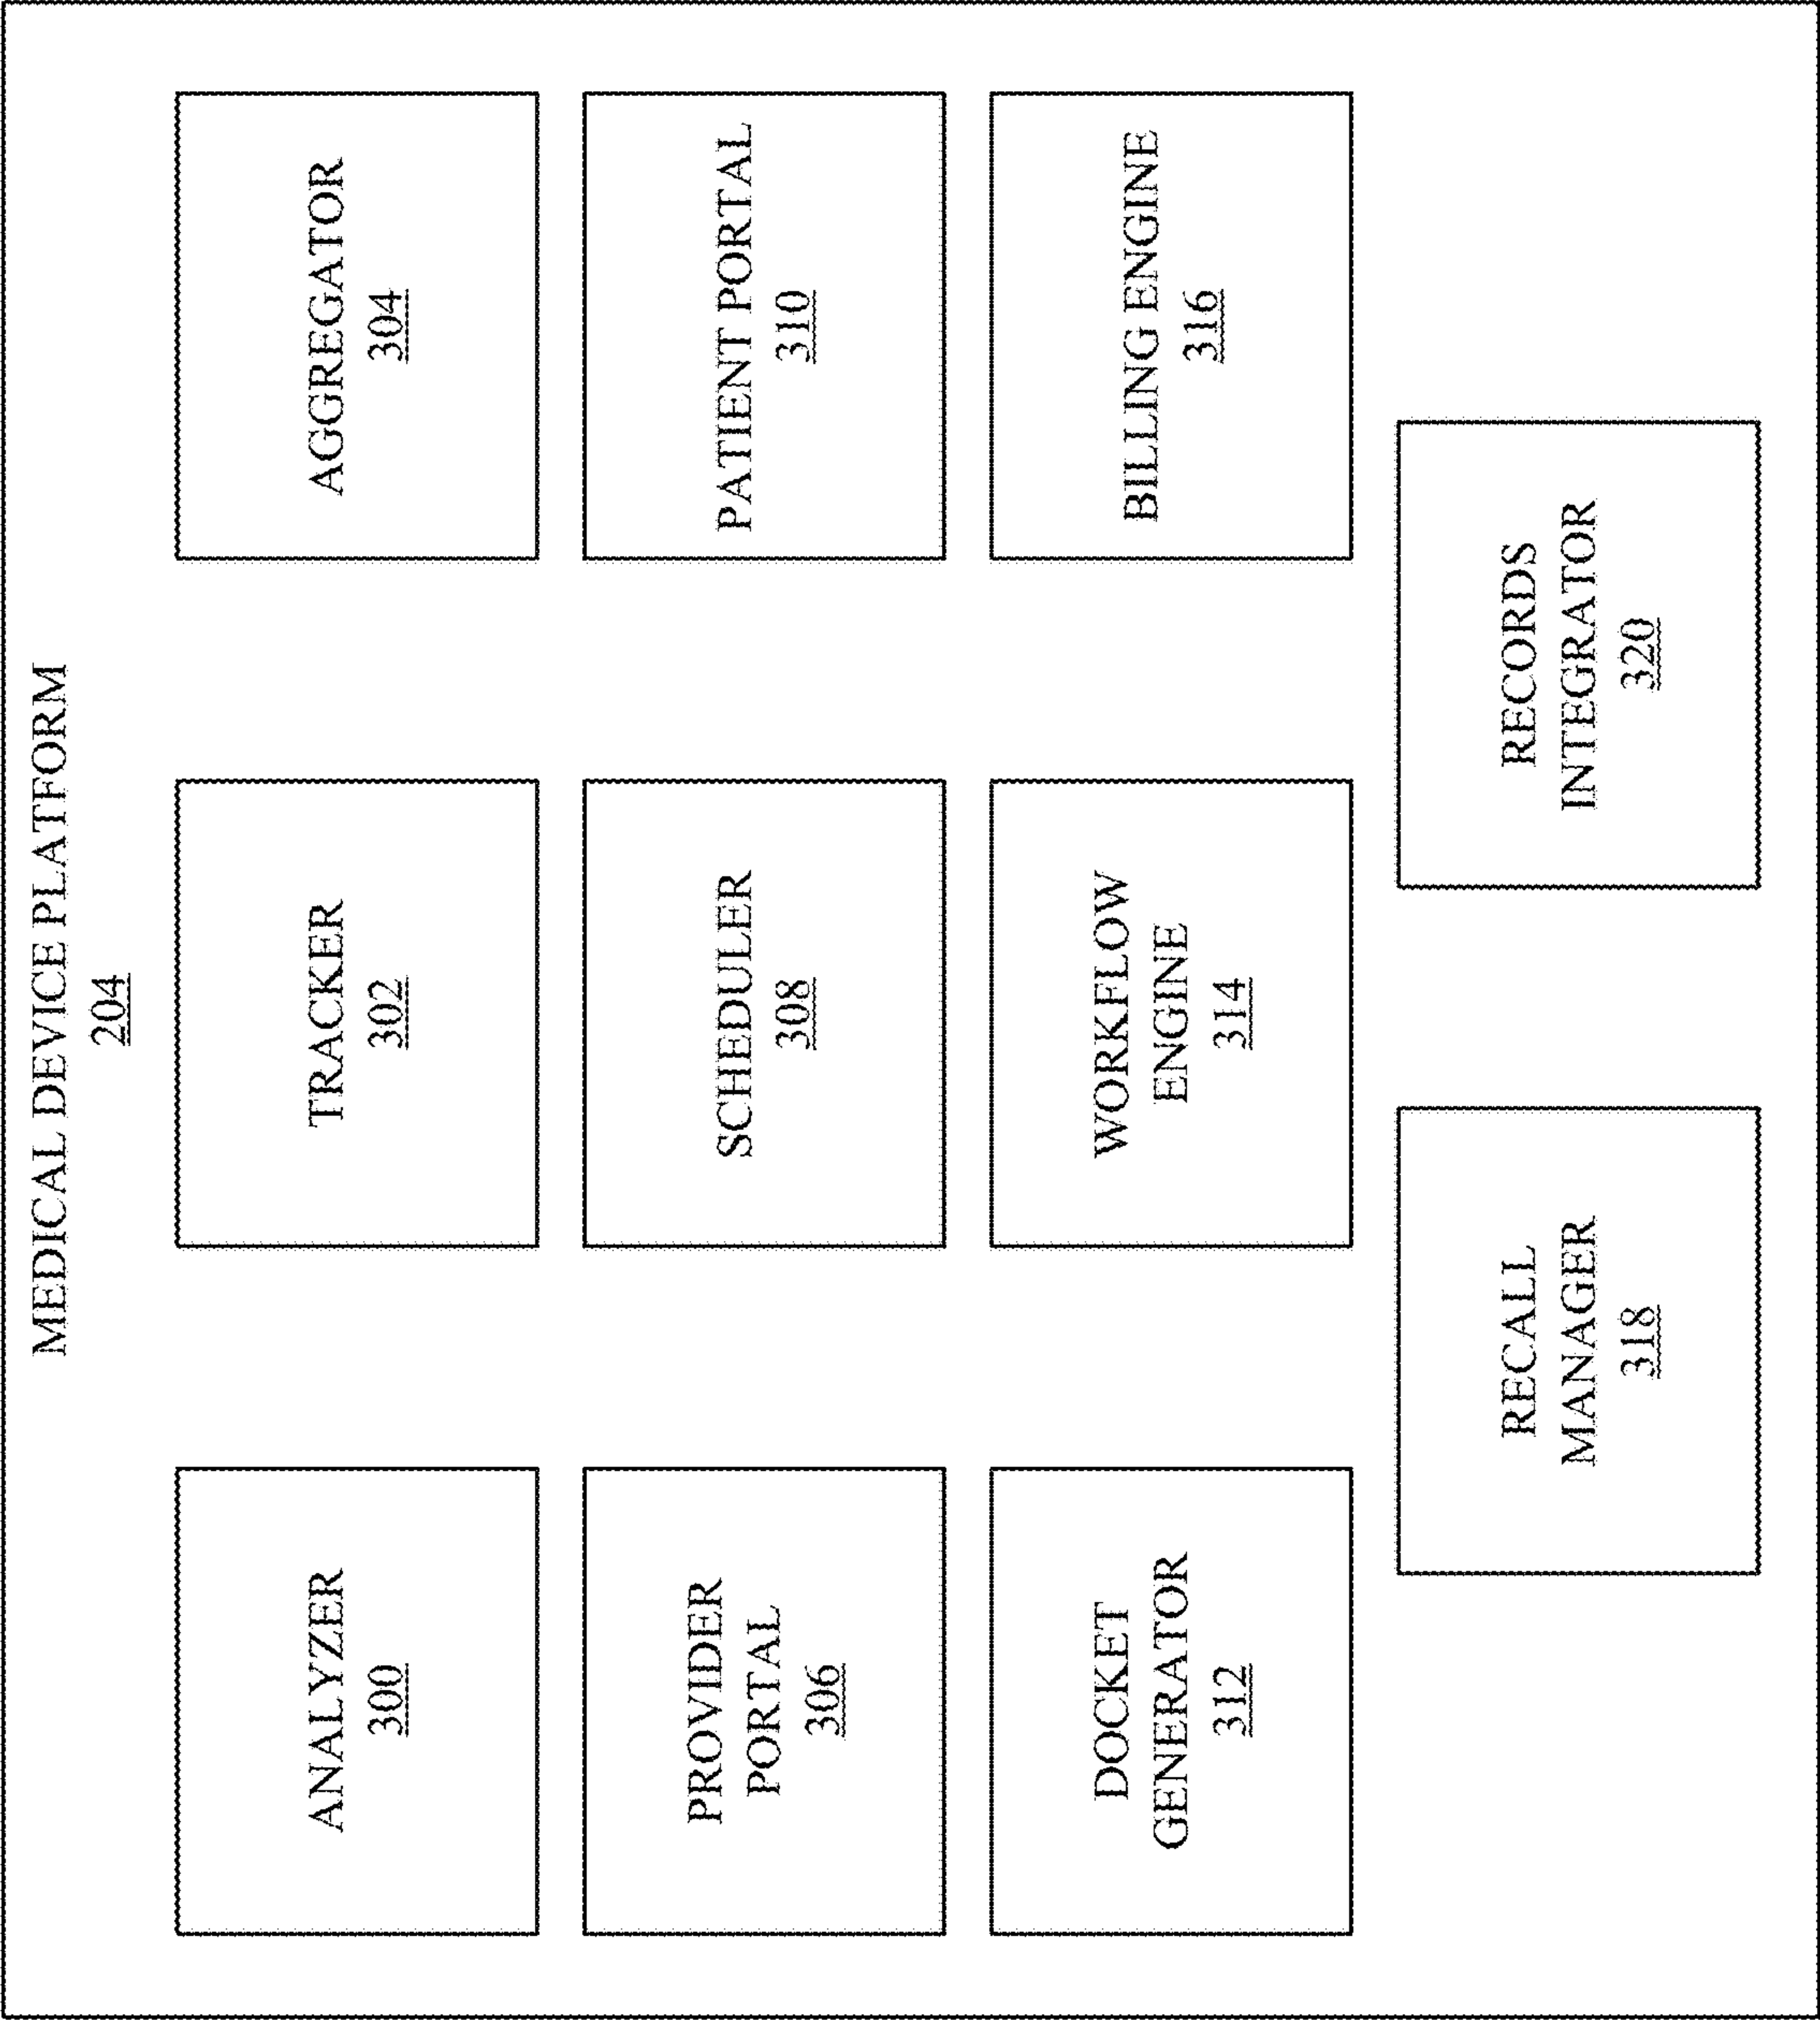 MEDICAL DEVICE PLATFORM
204
ANALYZER
300
TRACKER
302
AGGREGATOR
304
PROVIDER
PORTAL
306
SCHEDULER
308
PATIENT PORTAL
310
DOCKET
GENERATOR
312
WORKFLOW
ENGINE
314
BILLING ENGINE
316
RECALL
MANAGER
318
RECORDS
INTEGRATOR
320